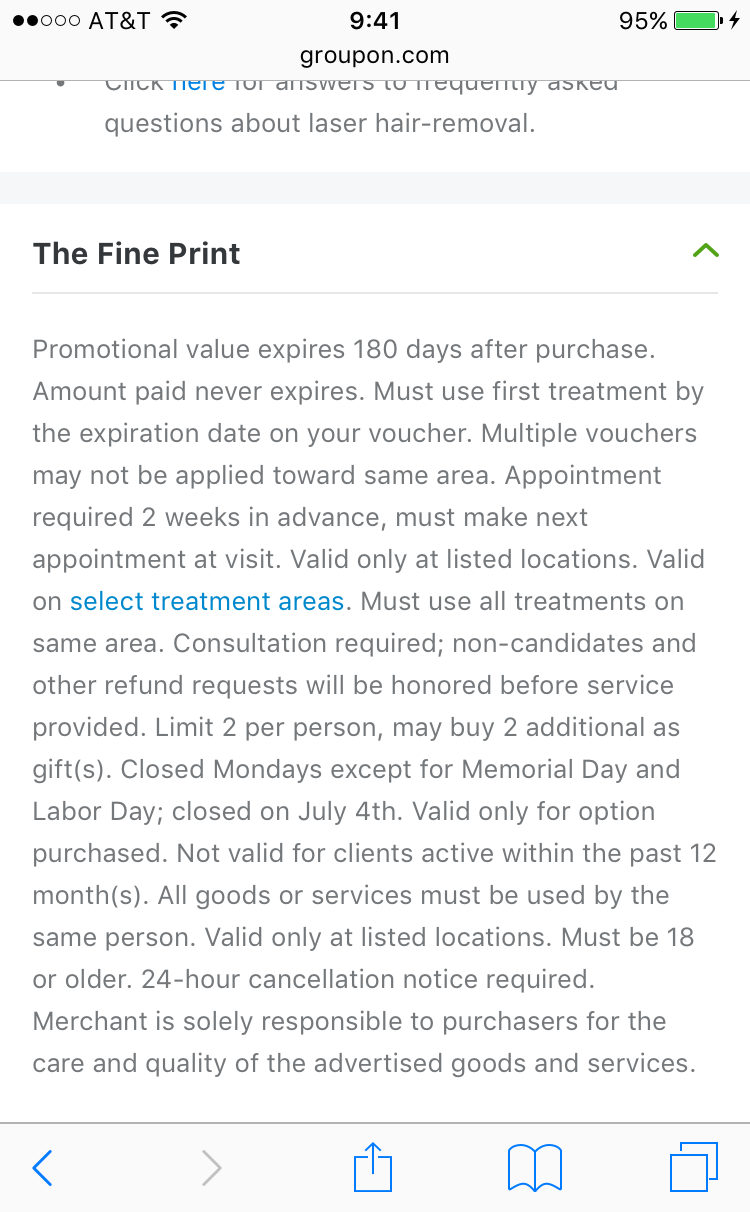 AT&T 9:41 95%
groupon.com
Click here for answers to frequently asked
questions about laser hair-removal.
The Fine Print
Promotional value expires 180 days after purchase.
Amount paid never expires. Must use first treatment by
the expiration date on your voucher. Multiple vouchers
may not be applied toward same area. Appointment
required 2 weeks in advance, must make next
appointment at visit. Valid only at listed locations. Valid
on select treatment areas. Must use all treatments on
same area. Consultation required; non-candidates and
other refund requests will be honored before service
provided. Limit 2 per person, may buy 2 additional as
gift(s). Closed Mondays except for Memorial Day and
Labor Day; closed on July 4th. Valid only for option
purchased. Not valid for clients active within the past 12
month(s). All goods or services must be used by the
same person. Valid only at listed locations. Must be 18
or older. 24-hour cancellation notice required.
Merchant is solely responsible to purchasers for the
care and quality of the advertised goods and services.